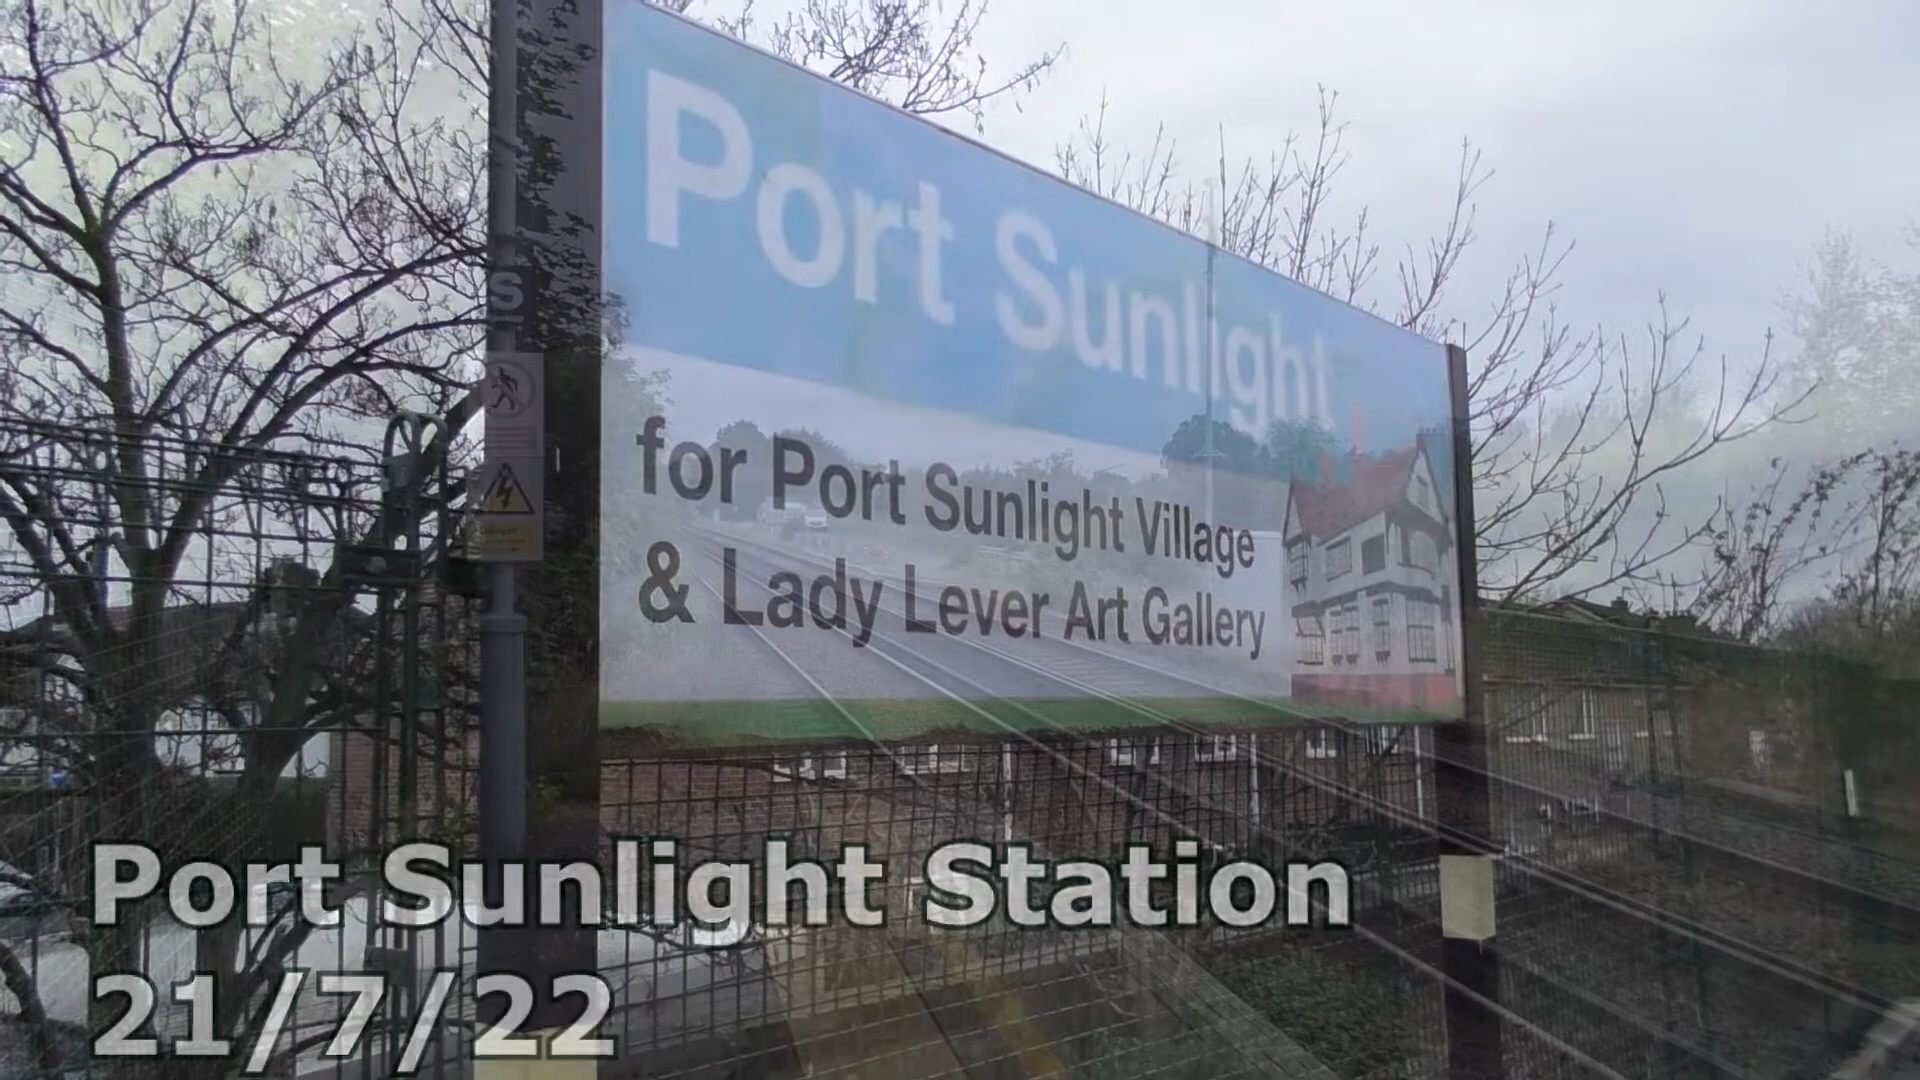 Port Sunlight
for Port Sunlight Village
& Lady Lever Art Gallery
S
Port Sunlight Station
21/7/22